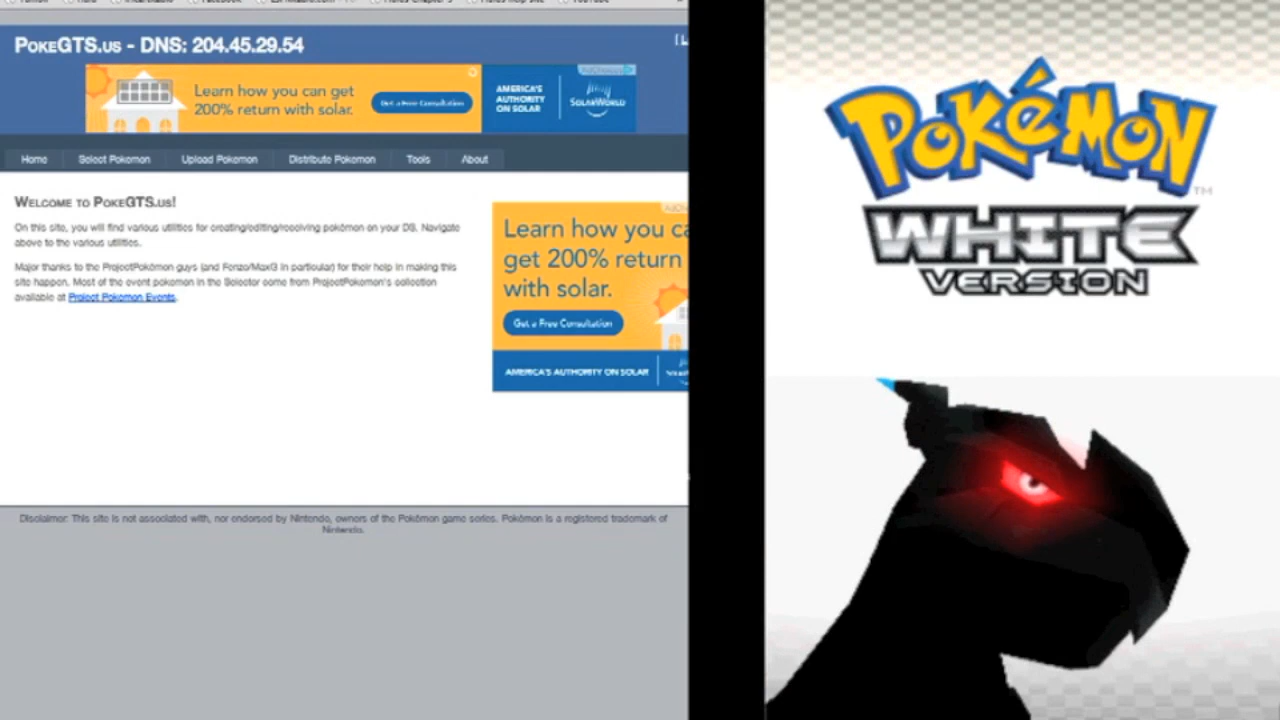 POKEGTS.US - DNS: 204.45.29.54
Learn how you can get
200% return with solar.
Get a Free Consultation
AMERICA'S
AUTHORITY
ON SOLAR
SOLARWORLD
Home
Select Pokemon
Upload Pokemon
Distribute Pokemon
Tools
About
WELCOME TO POKEGTS.US!
On this site, you will find various utilities for creating/editing/receiving pokémon on your DS. Navigate
above to the various utilities.
Major thanks to the ProjectPokémon guys (and Fenzo/MaxG in particular) for their help in making this
site happen. Most of the event pokemon in the Selector come from ProjectPokemon's collection
available at Project Pokemon Events.
Learn how you ca
get 200% return
with solar.
Get a Free Consultation
AMERICA'S AUTHORITY ON SOLAR
Disclaimer: This site is not associated with, nor endorsed by Nintendo, owners of the Pokémon game series. Pokémon is a registered trademark of
Nintendo.
POKéMON
TM
WHITE
VERSION